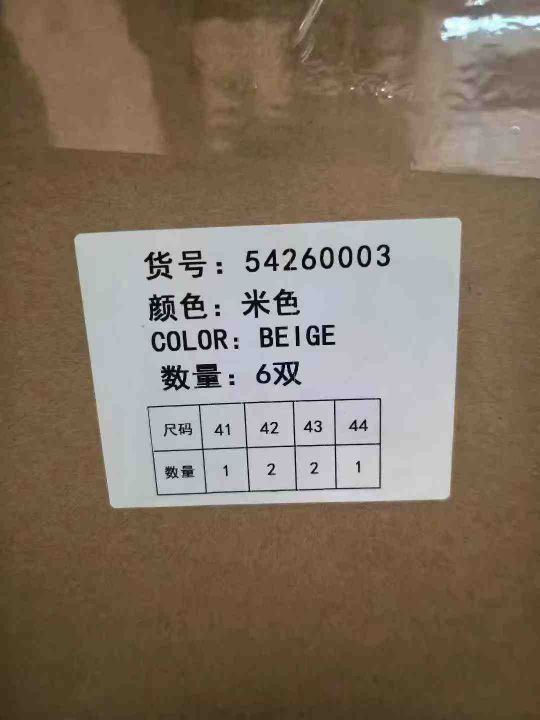 货号：54260003
颜色：米色
COLOR：BEIGE
数量：6双
尺码 41 42 43 44
数量 1 2 2 1